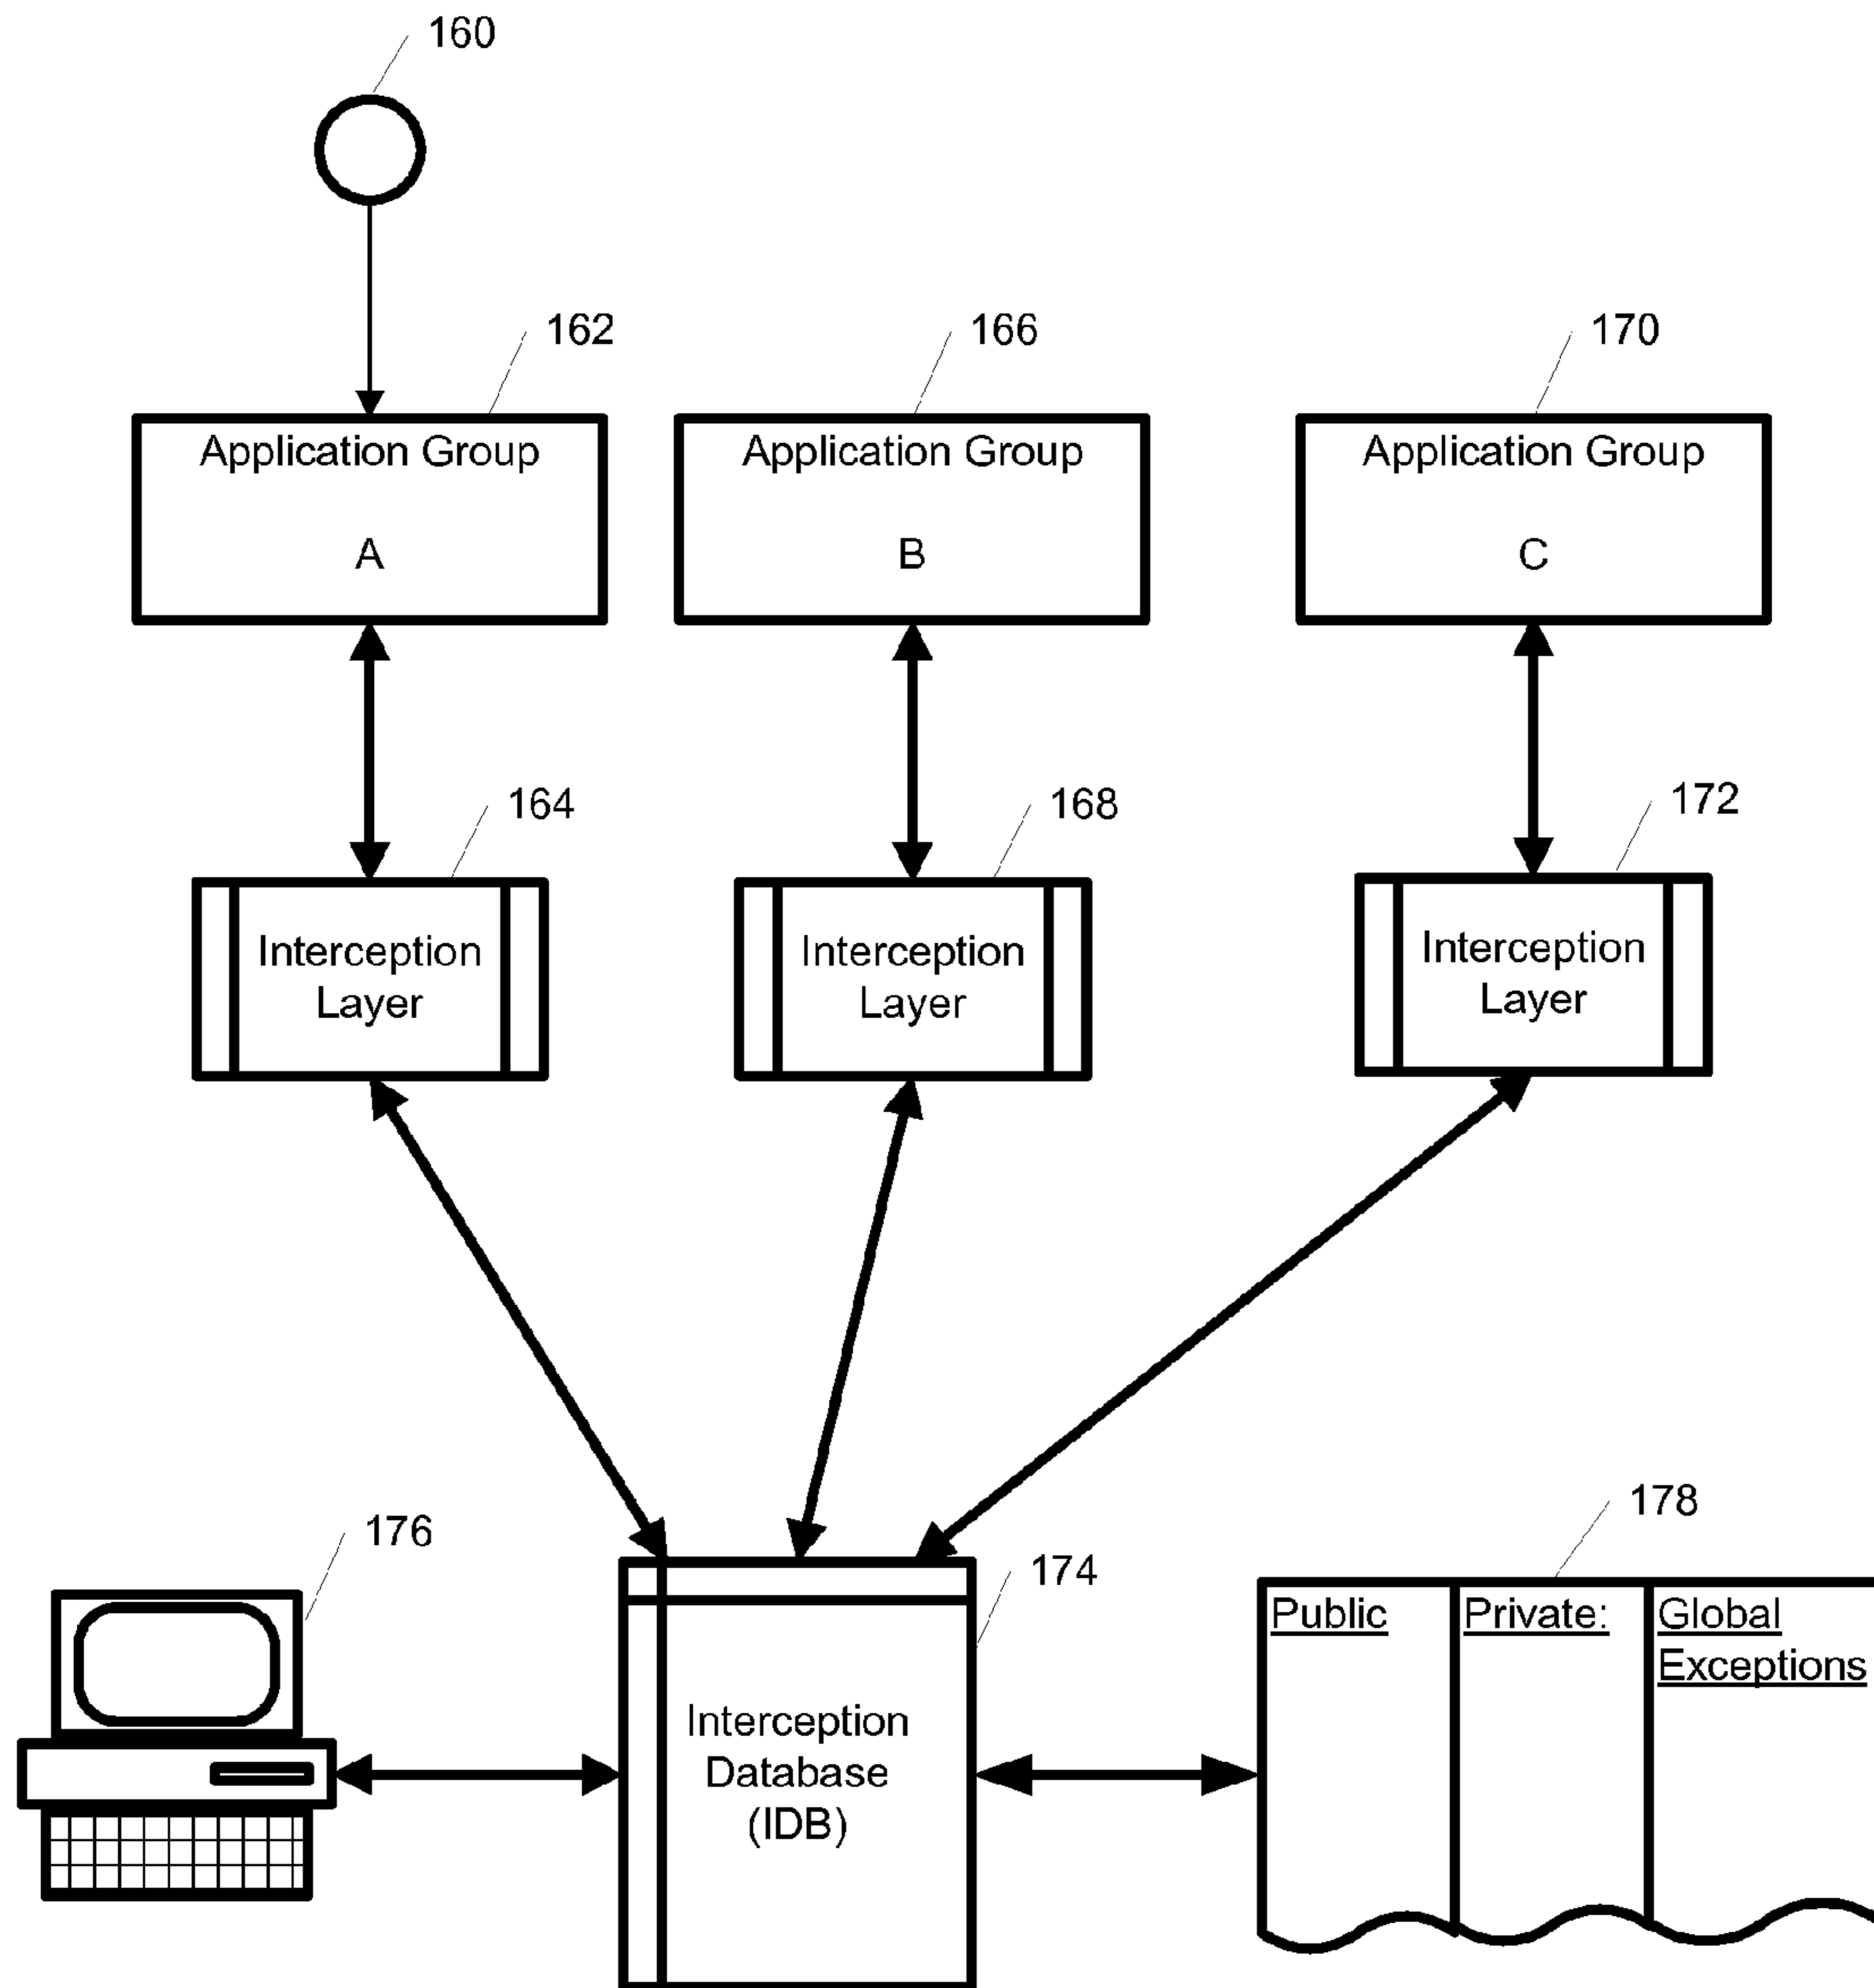 160
162
166
170
Application Group
A
Application Group
B
Application Group
C
164
168
172
Interception
Layer
Interception
Layer
Interception
Layer
176
174
178
Public
Private:
Global
Exceptions
Interception
Database
(IDB)